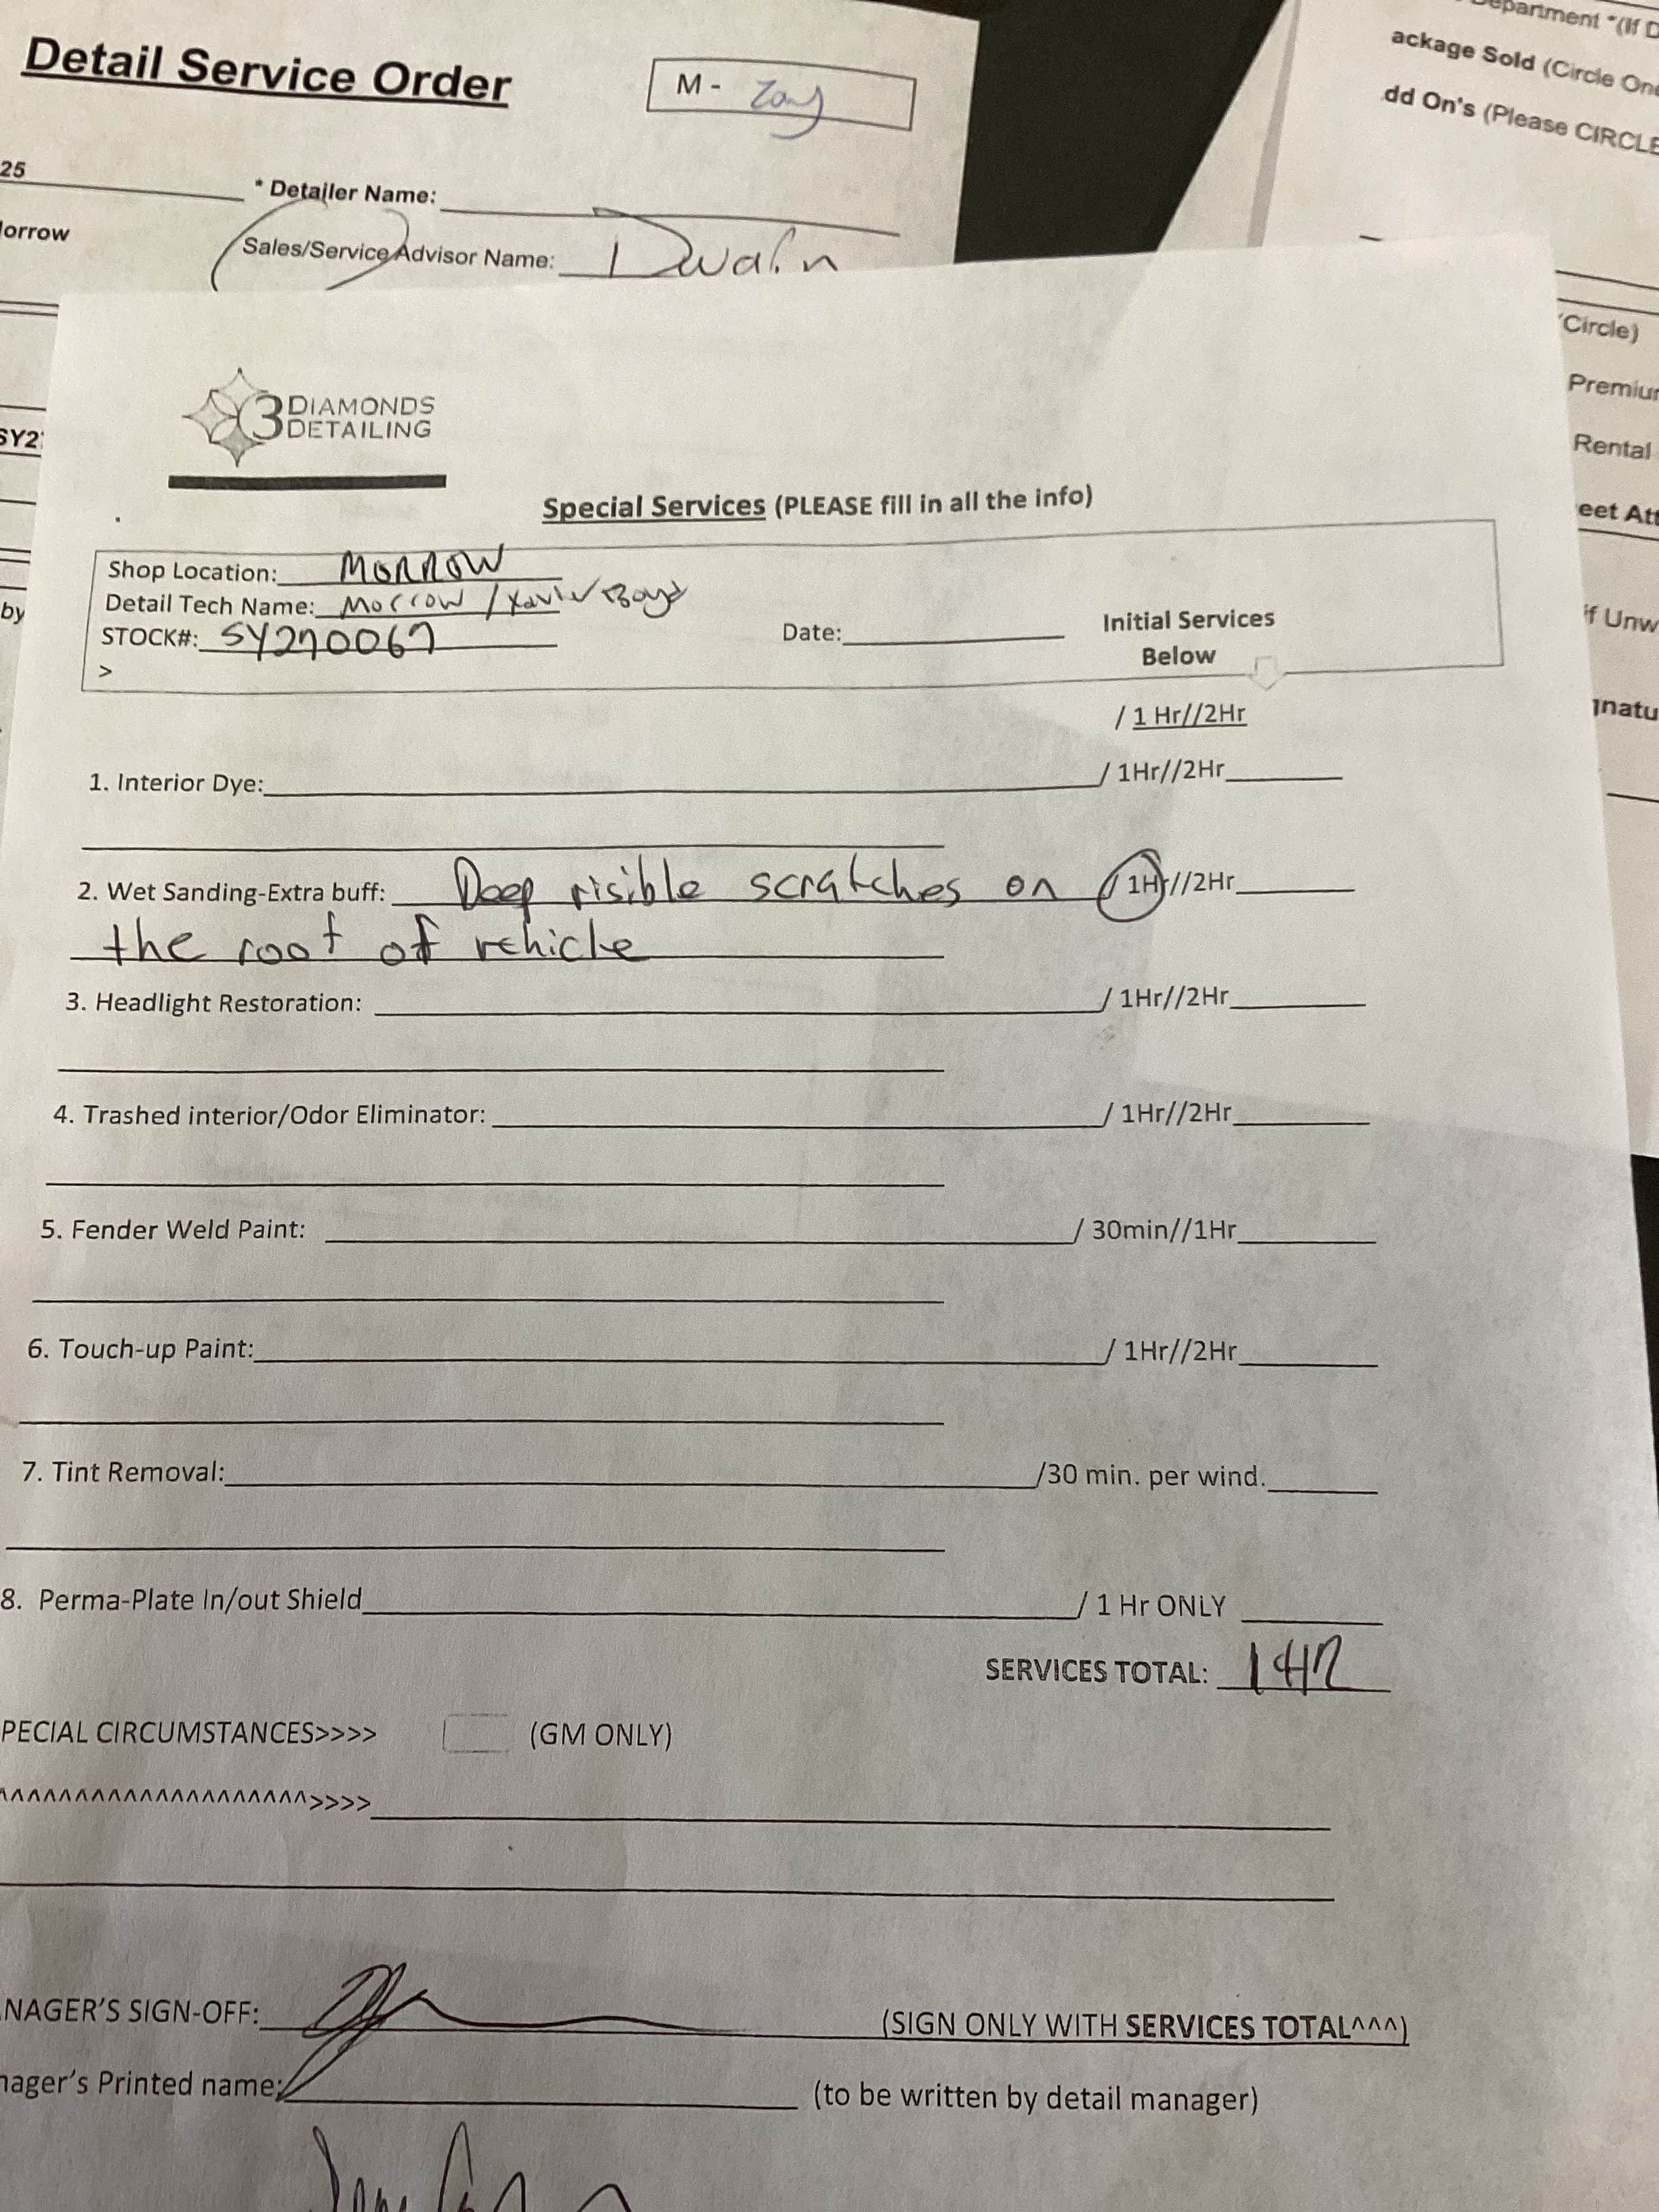 Detail Service Order
M - Zay
25
* Detailer Name:
orrow
Sales/Service Advisor Name: Dwain
epartment *(If D
ackage Sold (Circle One
dd On's (Please CIRCLE
Circle)
Premium
Rental
eet Att
if Unw
gnatu
SY2
by
3 DIAMONDS
DETAILING
Special Services (PLEASE fill in all the info)
Shop Location: MORROW
Detail Tech Name: Morrow / Xavier Boyd
STOCK#: SY270067
Date:
Initial Services
Below
>
/ 1 Hr//2Hr
1. Interior Dye: / 1Hr//2Hr
2. Wet Sanding-Extra buff: Deep visible scratches on / 1Hr//2Hr
the roof of vehicle
3. Headlight Restoration: / 1Hr//2Hr
4. Trashed interior/Odor Eliminator: / 1Hr//2Hr
5. Fender Weld Paint: / 30min//1Hr
6. Touch-up Paint: / 1Hr//2Hr
7. Tint Removal: /30 min. per wind.
8. Perma-Plate In/out Shield / 1 Hr ONLY
SERVICES TOTAL: 1HR
PECIAL CIRCUMSTANCES>>>> (GM ONLY)
^^^^^^^^^^^^^^^^^^^^^>>>>
NAGER'S SIGN-OFF: (SIGN ONLY WITH SERVICES TOTAL^^^)
nager's Printed name: (to be written by detail manager)